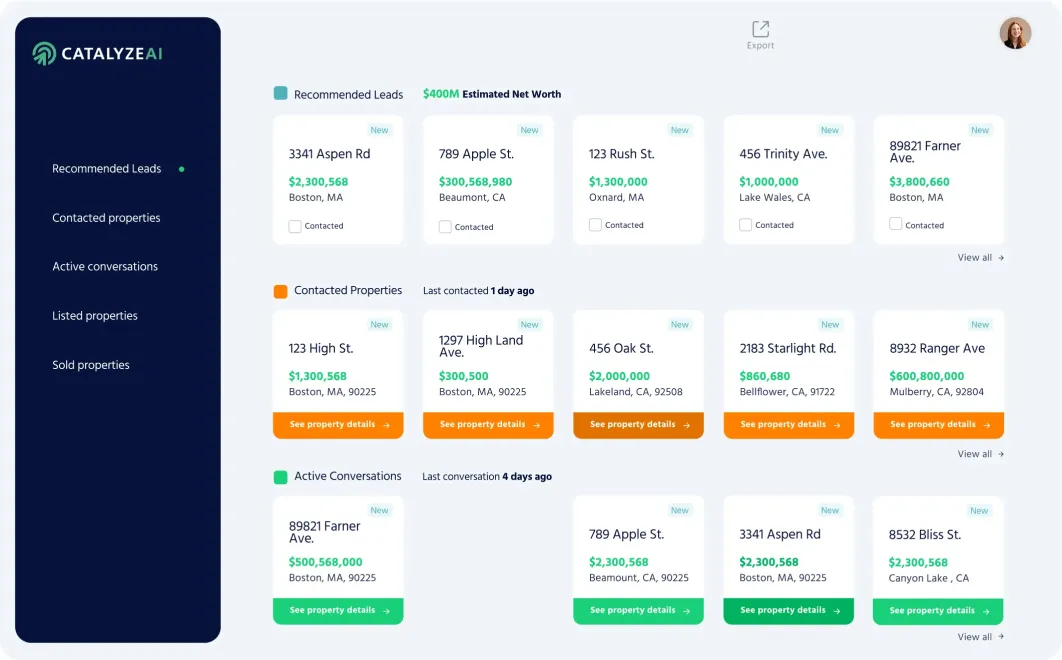 CATALYZEAI
Export
Recommended Leads
Contacted properties
Active conversations
Listed properties
Sold properties
Recommended Leads $400M Estimated Net Worth
New
3341 Aspen Rd
$2,300,568
Boston, MA
Contacted
New
789 Apple St.
$300,568,980
Beaumont, CA
Contacted
New
123 Rush St.
$1,300,000
Oxnard, MA
Contacted
New
456 Trinity Ave.
$1,000,000
Lake Wales, CA
Contacted
New
89821 Farner
Ave.
$3,800,660
Boston, MA
Contacted
View all →
Contacted Properties Last contacted 1 day ago
New
123 High St.
$1,300,568
Boston, MA, 90225
See property details →
New
1297 High Land
Ave.
$300,500
Boston, MA, 90225
See property details →
New
456 Oak St.
$2,000,000
Lakeland, CA, 92508
See property details →
New
2183 Starlight Rd.
$860,680
Bellflower, CA, 91722
See property details →
New
8932 Ranger Ave
$600,800,000
Mulberry, CA, 92804
See property details →
View all →
Active Conversations Last conversation 4 days ago
New
89821 Farner
Ave.
$500,568,000
Boston, MA, 90225
See property details →
New
789 Apple St.
$2,300,568
Beamount, CA, 90225
See property details →
New
3341 Aspen Rd
$2,300,568
Boston, MA, 90225
See property details →
New
8532 Bliss St.
$2,300,568
Canyon Lake , CA
See property details →
View all →